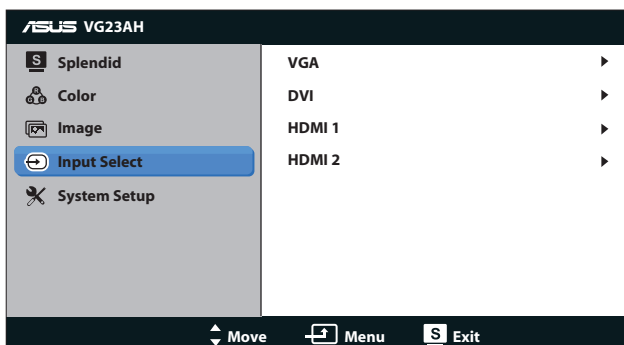 ASUS VG23AH
S Splendid
Color
Image
Input Select
System Setup
VGA
DVI
HDMI 1
HDMI 2
Move Menu S Exit